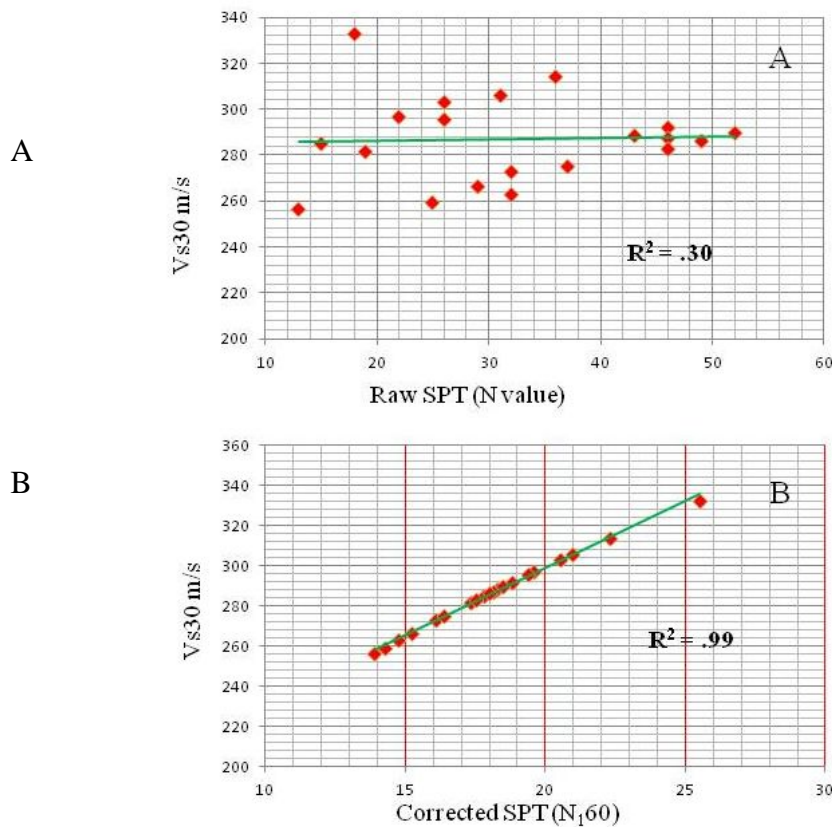 A
A
340
320
300
280
260
240
220
200
Vs30 m/s
R² = .30
10 20 30 40 50 60
Raw SPT (N value)
B
B
360
340
320
300
280
260
240
220
200
Vs30 m/s
R² = .99
10 15 20 25 30
Corrected SPT (N₁60)